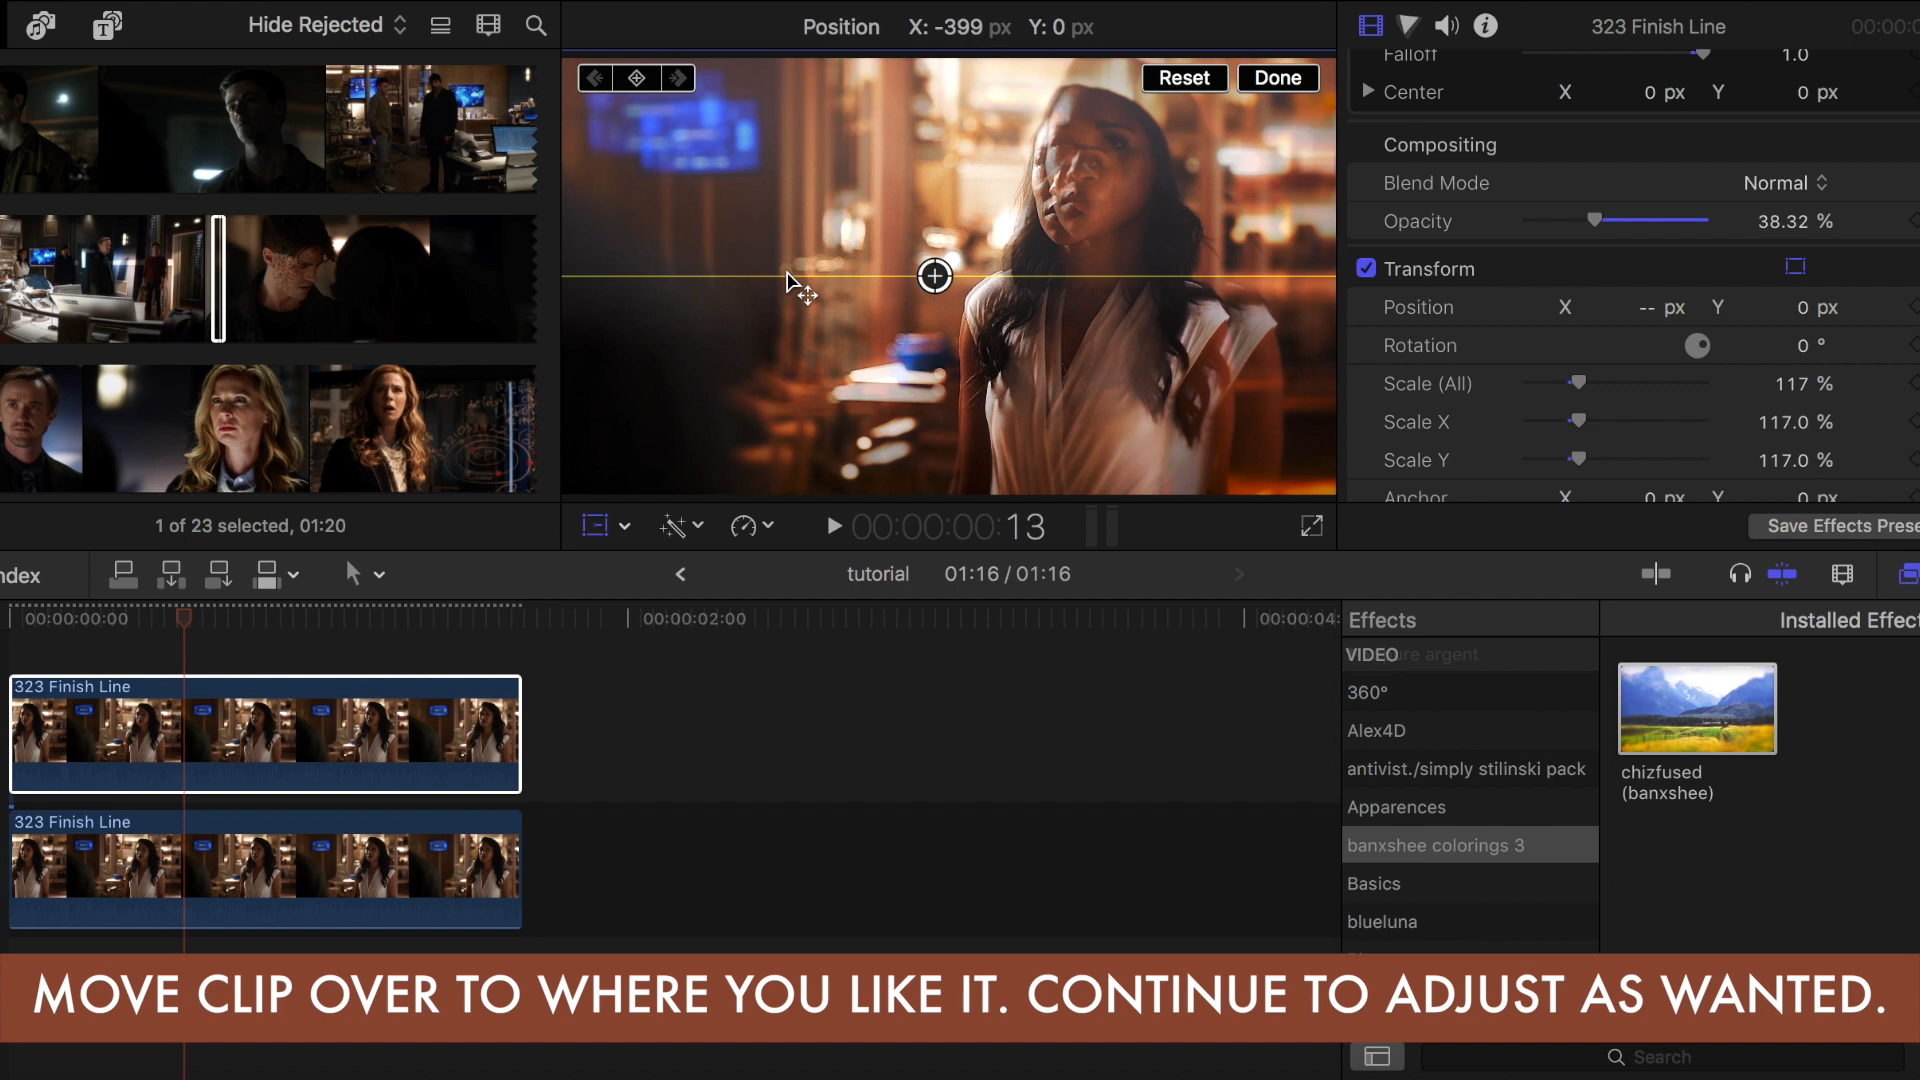 Hide Rejected
Position X: -399 px Y: 0 px
323 Finish Line
00:00:0
Reset
Done
Falloff 1.0
Center X 0 px Y 0 px
Compositing
Blend Mode Normal
Opacity 38.32 %
Transform
Position X -- px Y 0 px
Rotation 0 °
Scale (All) 117 %
Scale X 117.0 %
Scale Y 117.0 %
Anchor X 0 px Y 0 px
1 of 23 selected, 01:20
00:00:00:13
Save Effects Prese
ndex
tutorial 01:16 / 01:16
00:00:00:00
00:00:02:00
00:00:04:
Effects
Installed Effect
VIDEO
360°
Alex4D
antivist./simply stilinski pack
Apparences
banxshee colorings 3
Basics
blueluna
chizfused
(banxshee)
323 Finish Line
323 Finish Line
MOVE CLIP OVER TO WHERE YOU LIKE IT. CONTINUE TO ADJUST AS WANTED.
Search